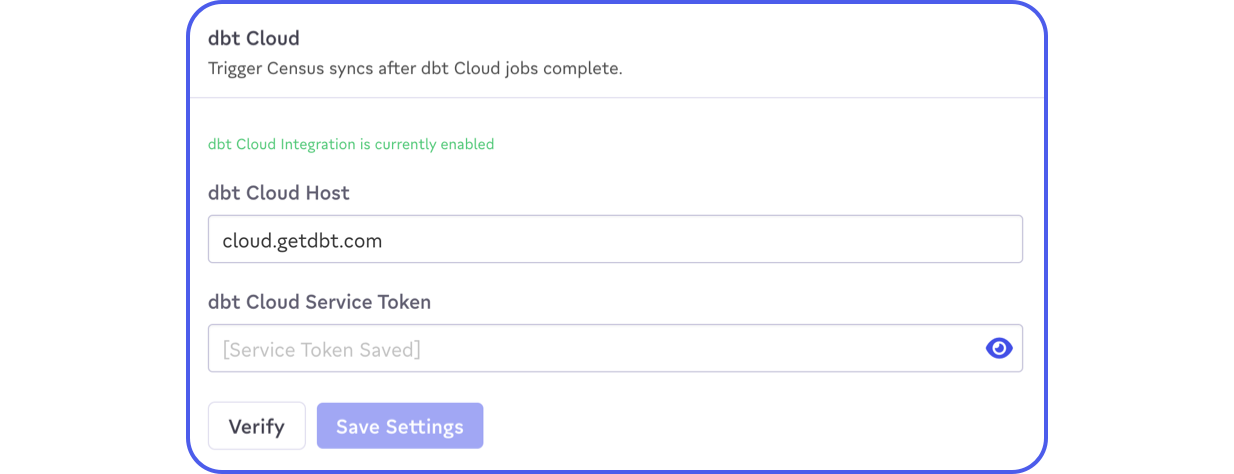 dbt Cloud
Trigger Census syncs after dbt Cloud jobs complete.
dbt Cloud Integration is currently enabled
dbt Cloud Host
cloud.getdbt.com
dbt Cloud Service Token
[Service Token Saved]
Verify
Save Settings